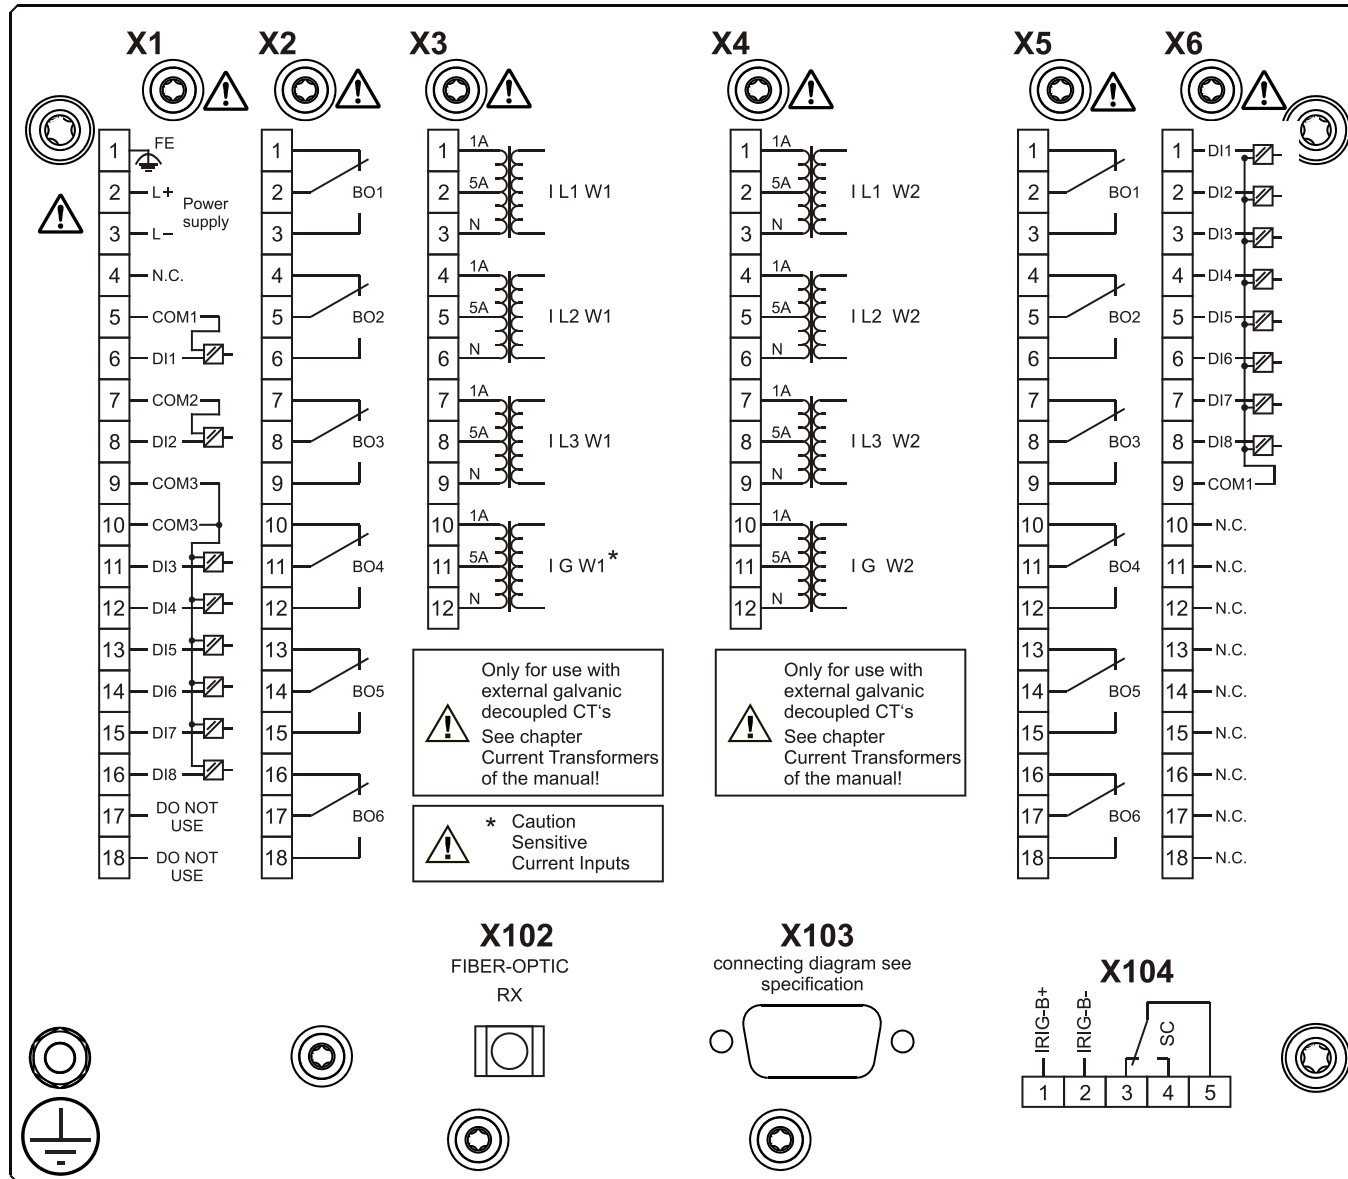 X1
1 FE
2 L+ Power
supply
3 L–
4 N.C.
5 COM1
6 DI1
7 COM2
8 DI2
9 COM3
10 COM3
11 DI3
12 DI4
13 DI5
14 DI6
15 DI7
16 DI8
17 DO NOT
USE
18 DO NOT
USE
X2
1
2 BO1
3
4
5 BO2
6
7
8 BO3
9
10
11 BO4
12
13
14 BO5
15
16
17 BO6
18
X3
1 1A
2 5A I L1 W1
3 N
4 1A
5 5A I L2 W1
6 N
7 1A
8 5A I L3 W1
9 N
10 1A
11 5A I G W1*
12 N
Only for use with
external galvanic
decoupled CT‘s
See chapter
Current Transformers
of the manual!
* Caution
Sensitive
Current Inputs
X4
1 1A
2 5A I L1 W2
3 N
4 1A
5 5A I L2 W2
6 N
7 1A
8 5A I L3 W2
9 N
10 1A
11 5A I G W2
12 N
Only for use with
external galvanic
decoupled CT‘s
See chapter
Current Transformers
of the manual!
X5
1
2 BO1
3
4
5 BO2
6
7
8 BO3
9
10
11 BO4
12
13
14 BO5
15
16
17 BO6
18
X6
1 DI1
2 DI2
3 DI3
4 DI4
5 DI5
6 DI6
7 DI7
8 DI8
9 COM1
10 N.C.
11 N.C.
12 N.C.
13 N.C.
14 N.C.
15 N.C.
16 N.C.
17 N.C.
18 N.C.
X102
FIBER-OPTIC
RX
X103
connecting diagram see
specification
X104
IRIG-B+
IRIG-B-
SC
1 2 3 4 5